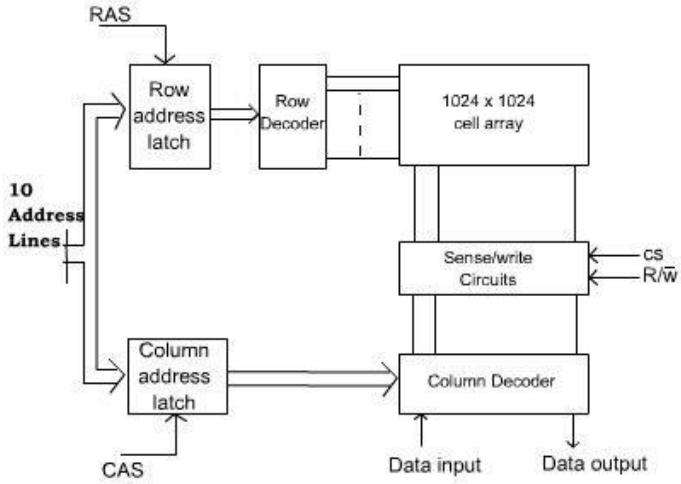 RAS
Row
address
latch
Row
Decoder
1024 x 1024
cell array
10
Address
Lines
Sense/write
Circuits
cs
R/w̅
Column
address
latch
Column Decoder
CAS
Data input
Data output